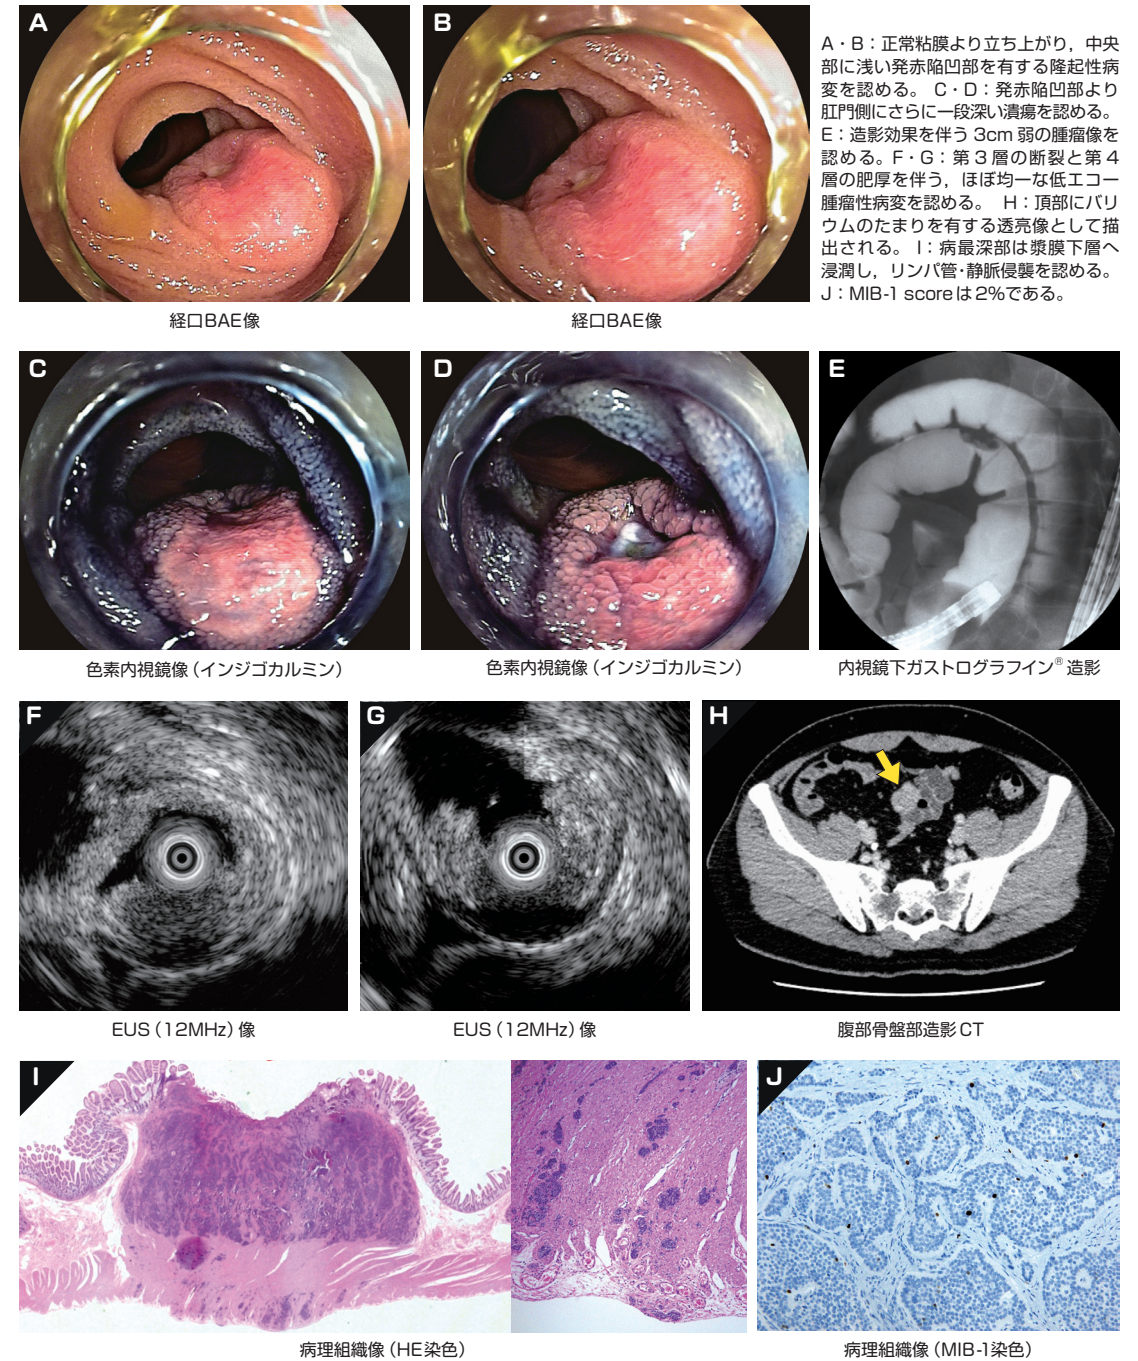 A
B
A・B：正常粘膜より立ち上がり，中央
部に浅い発赤陥凹部を有する隆起性病
変を認める。 C・D：発赤陥凹部より
肛門側にさらに一段深い潰瘍を認める。
E：造影効果を伴う3cm弱の腫瘤像を
認める。F・G：第3層の断裂と第4
層の肥厚を伴う，ほぼ均一な低エコー
腫瘤性病変を認める。 H：頂部にバリ
ウムのたまりを有する透亮像として描
出される。 I：病最深部は漿膜下層へ
浸潤し，リンパ管・静脈侵襲を認める。
J：MIB-1 scoreは2％である。
経口BAE像
経口BAE像
C
D
E
色素内視鏡像（インジゴカルミン）
色素内視鏡像（インジゴカルミン）
内視鏡下ガストログラフイン®造影
F
G
H
EUS（12MHz）像
EUS（12MHz）像
腹部骨盤部造影CT
I
J
病理組織像（HE染色）
病理組織像（MIB-1染色）